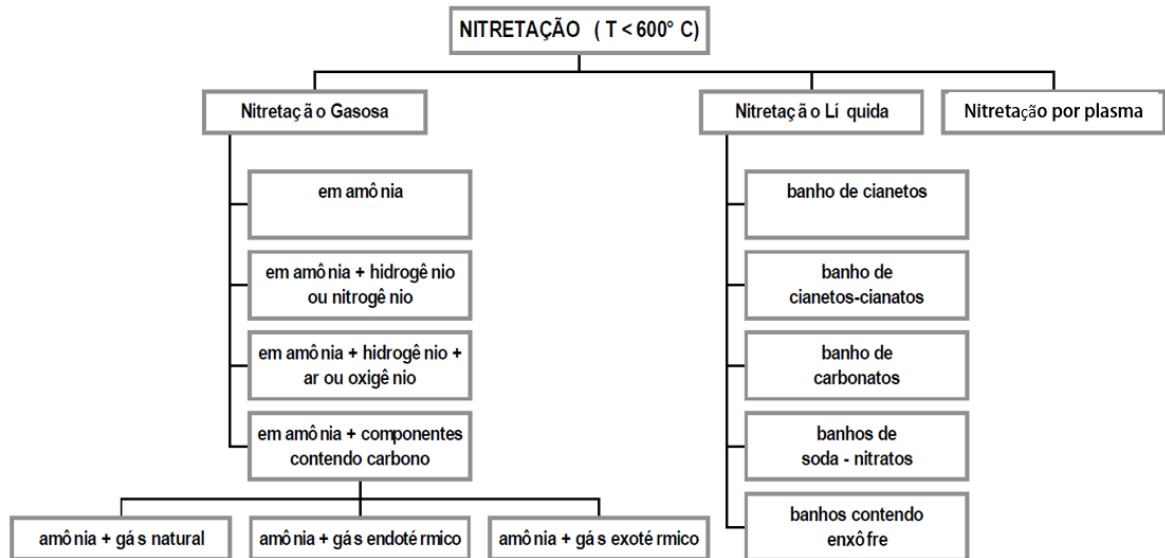 NITRETAÇÃO ( T < 600° C)
Nitretação Gasosa
Nitretação Líquida
Nitretação por plasma
em amônia
banho de cianetos
em amônia + hidrogênio
ou nitrogênio
banho de
cianetos-cianatos
em amônia + hidrogênio +
ar ou oxigênio
banho de
carbonatos
em amônia + componentes
contendo carbono
banhos de
soda - nitratos
amônia + gás natural
amônia + gás endotérmico
amônia + gás exotérmico
banhos contendo
enxôfre